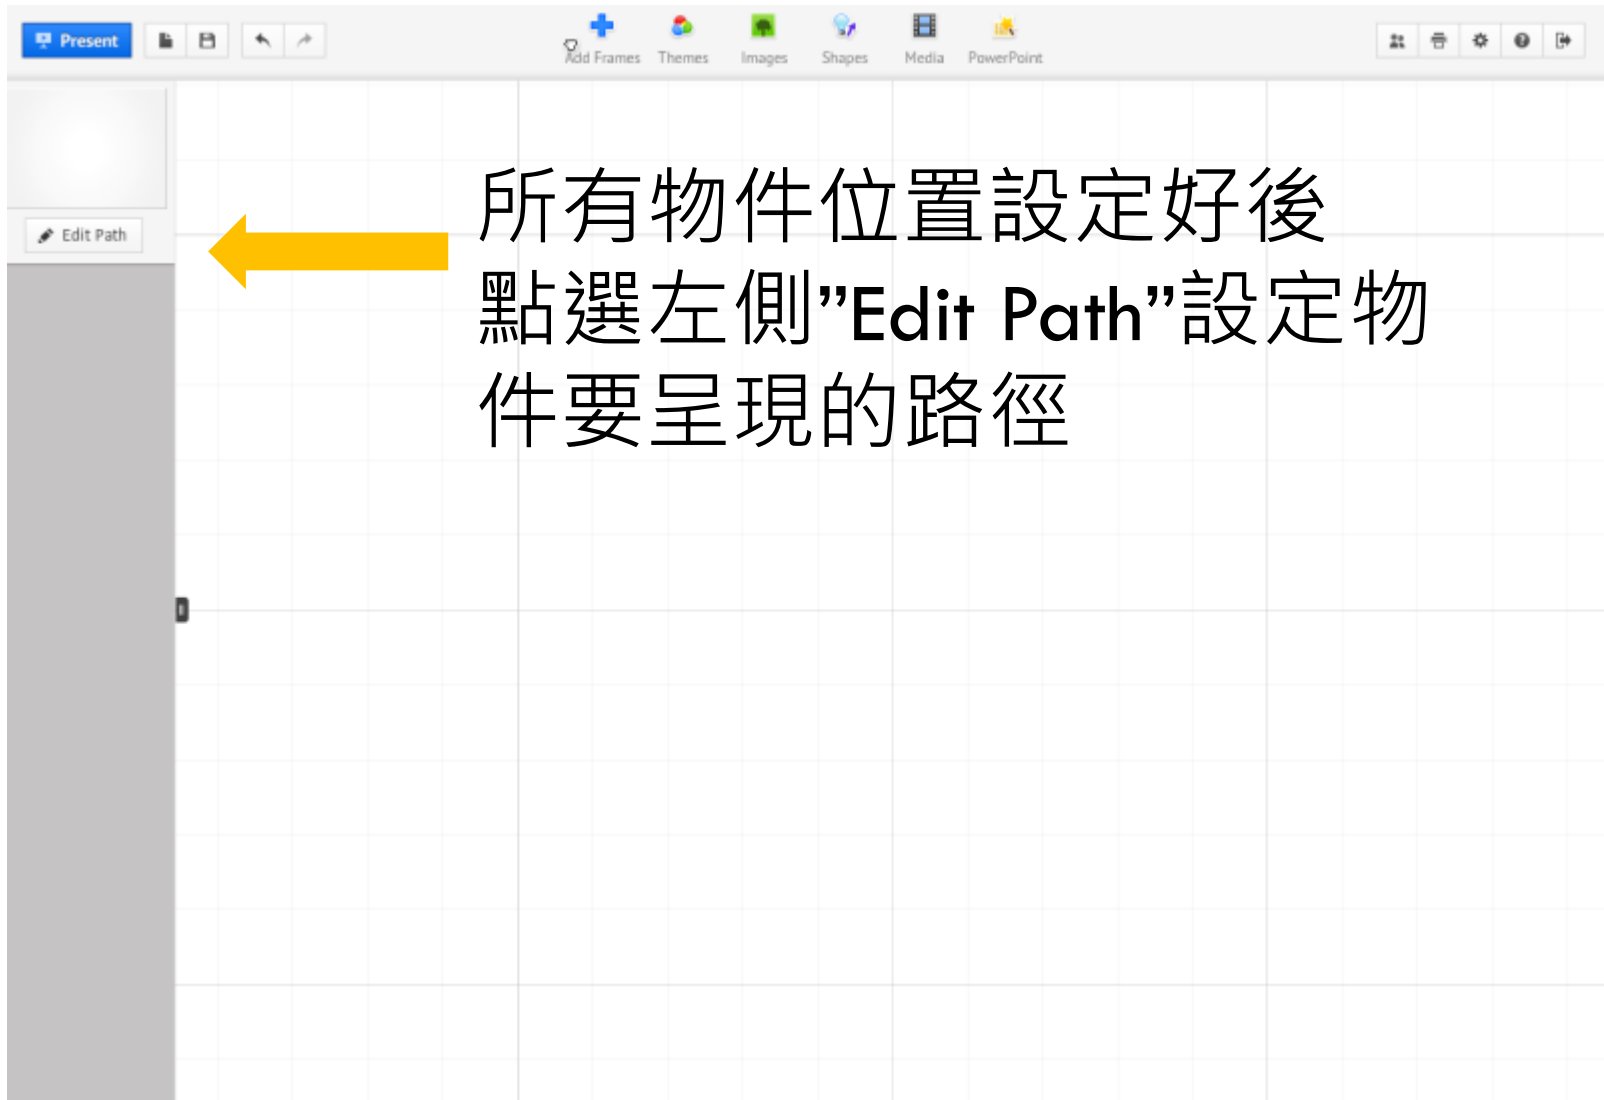 Present
Add Frames Themes Images Shapes Media PowerPoint
Edit Path
所有物件位置設定好後
點選左側”Edit Path”設定物
件要呈現的路徑